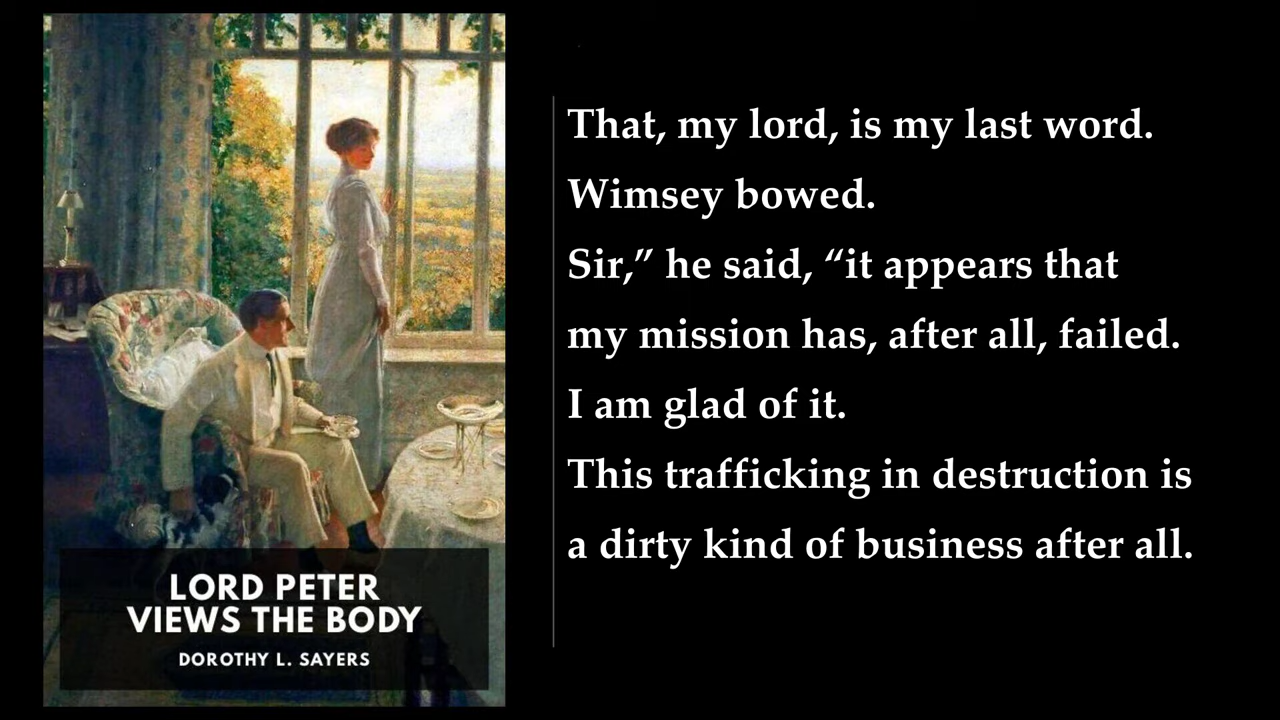 That, my lord, is my last word.
Wimsey bowed.
Sir,” he said, “it appears that
my mission has, after all, failed.
I am glad of it.
This trafficking in destruction is
a dirty kind of business after all.
LORD PETER
VIEWS THE BODY
DOROTHY L. SAYERS